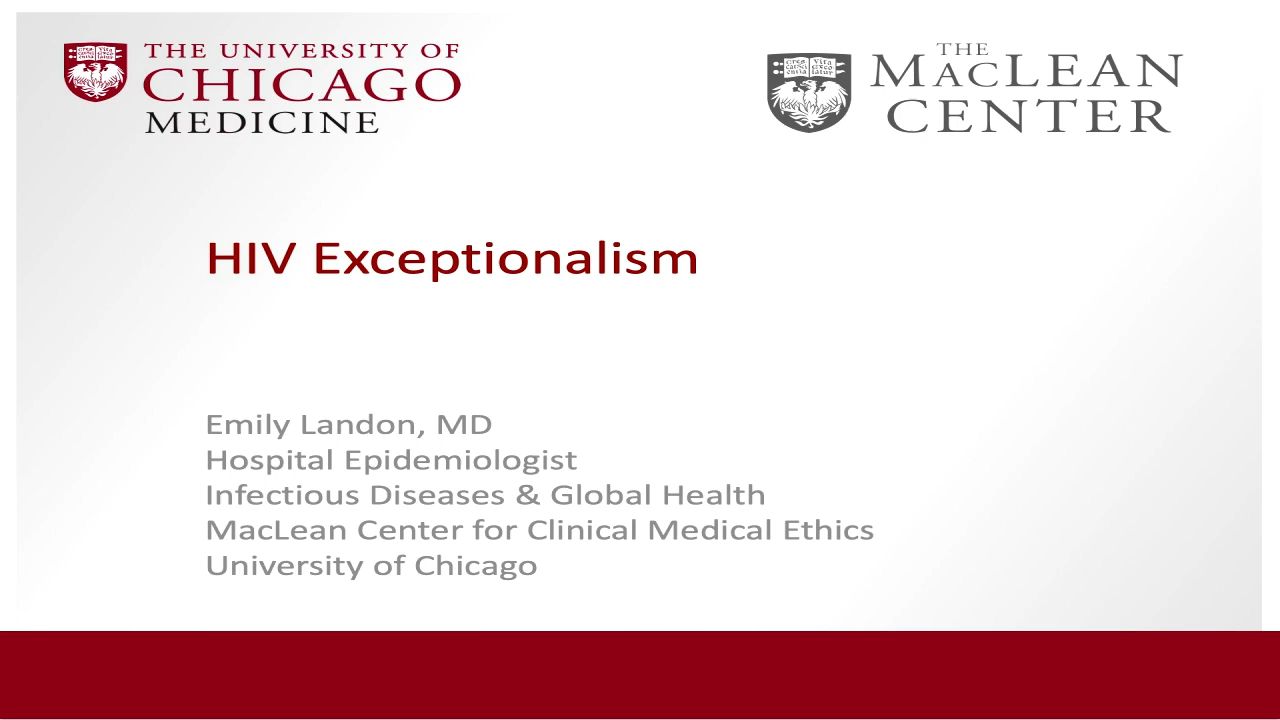 THE UNIVERSITY OF
CHICAGO
MEDICINE
THE
MACLEAN
CENTER
HIV Exceptionalism
Emily Landon, MD
Hospital Epidemiologist
Infectious Diseases & Global Health
MacLean Center for Clinical Medical Ethics
University of Chicago